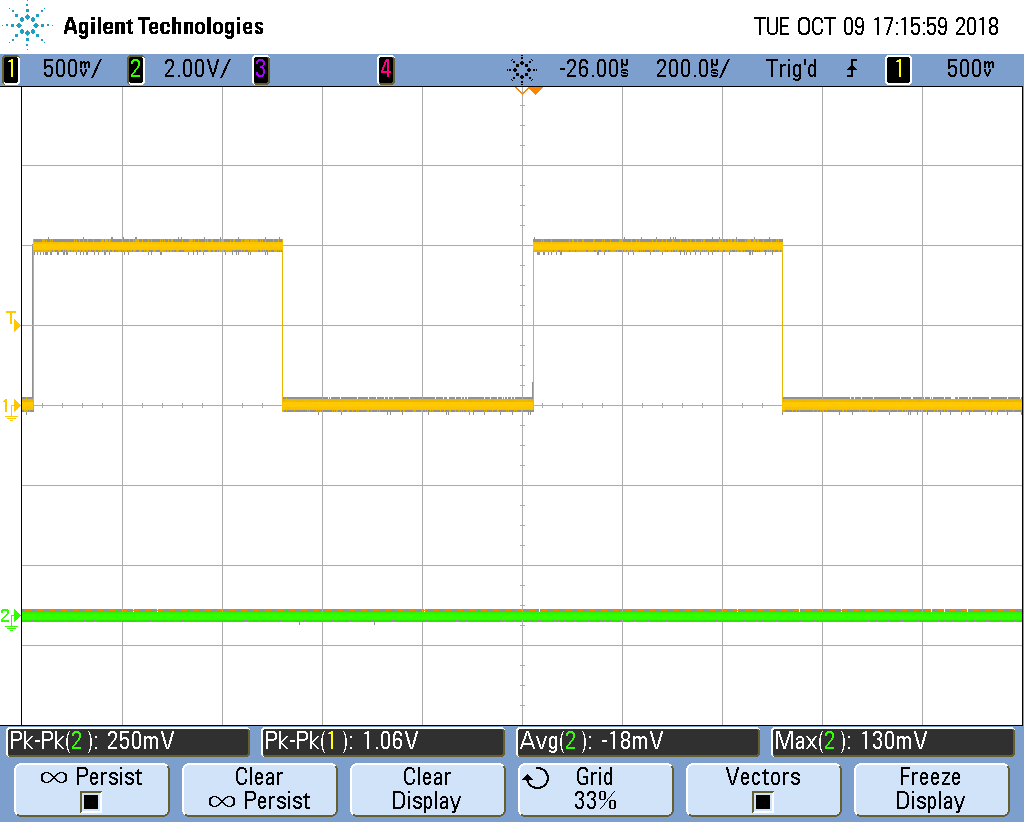 Agilent Technologies TUE OCT 09 17:15:59 2018
1 500mV/ 2 2.00V/ 3 4 -26.00µs 200.0µs/ Trig'd 1 500mV
T
1
2
Pk-Pk(2): 250mV Pk-Pk(1): 1.06V Avg(2): -18mV Max(2): 130mV
∞ Persist Clear Clear Grid Vectors Freeze
∞ Persist Display 33% Display